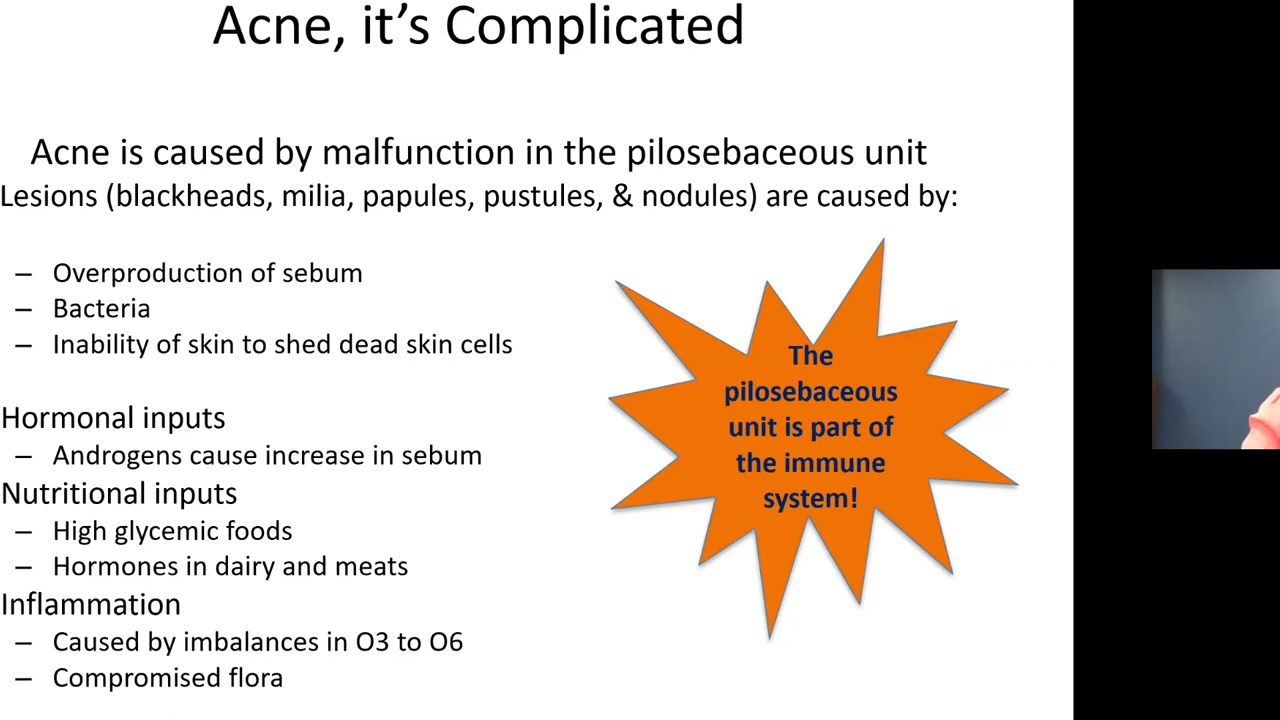 Acne, it's Complicated
Acne is caused by malfunction in the pilosebaceous unit
Lesions (blackheads, milia, papules, pustules, & nodules) are caused by:
– Overproduction of sebum
– Bacteria
– Inability of skin to shed dead skin cells
Hormonal inputs
– Androgens cause increase in sebum
Nutritional inputs
– High glycemic foods
– Hormones in dairy and meats
Inflammation
– Caused by imbalances in O3 to O6
– Compromised flora
The
pilosebaceous
unit is part of
the immune
system!